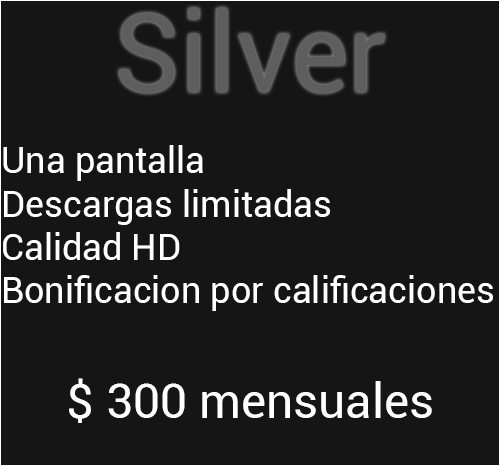 Silver
Una pantalla
Descargas limitadas
Calidad HD
Bonificacion por calificaciones
$ 300 mensuales